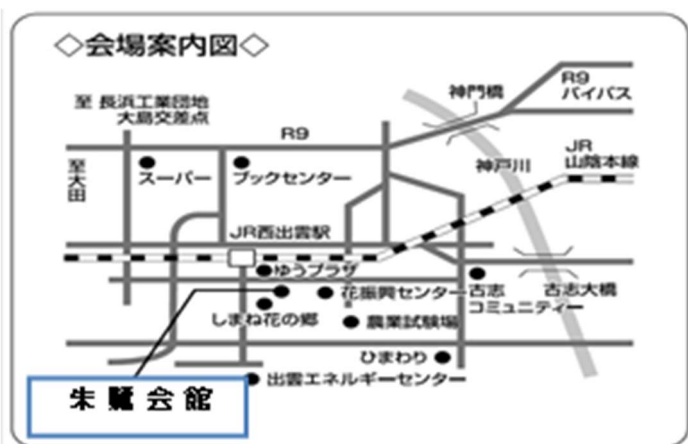 ◇会場案内図◇
至 長浜工業団地
大島交差点
R9
神門橋
R9
バイパス
至大田
スーパー
ブックセンター
神戸川
JR
山陰本線
JR西出雲駅
ゆうプラザ
花振興センター
古志
コミュニティー
古志大橋
しまね花の郷
農業試験場
ひまわり
出雲エネルギーセンター
朱鷺会館